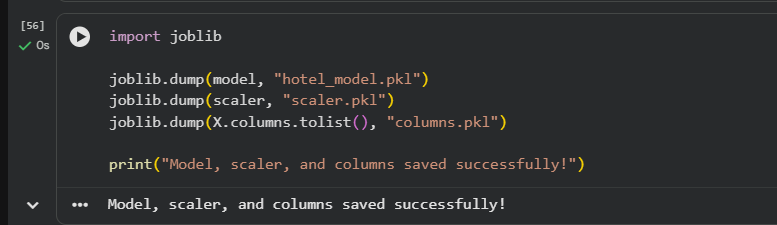 [56]
0s
import joblib
joblib.dump(model, "hotel_model.pkl")
joblib.dump(scaler, "scaler.pkl")
joblib.dump(X.columns.tolist(), "columns.pkl")
print("Model, scaler, and columns saved successfully!")
Model, scaler, and columns saved successfully!